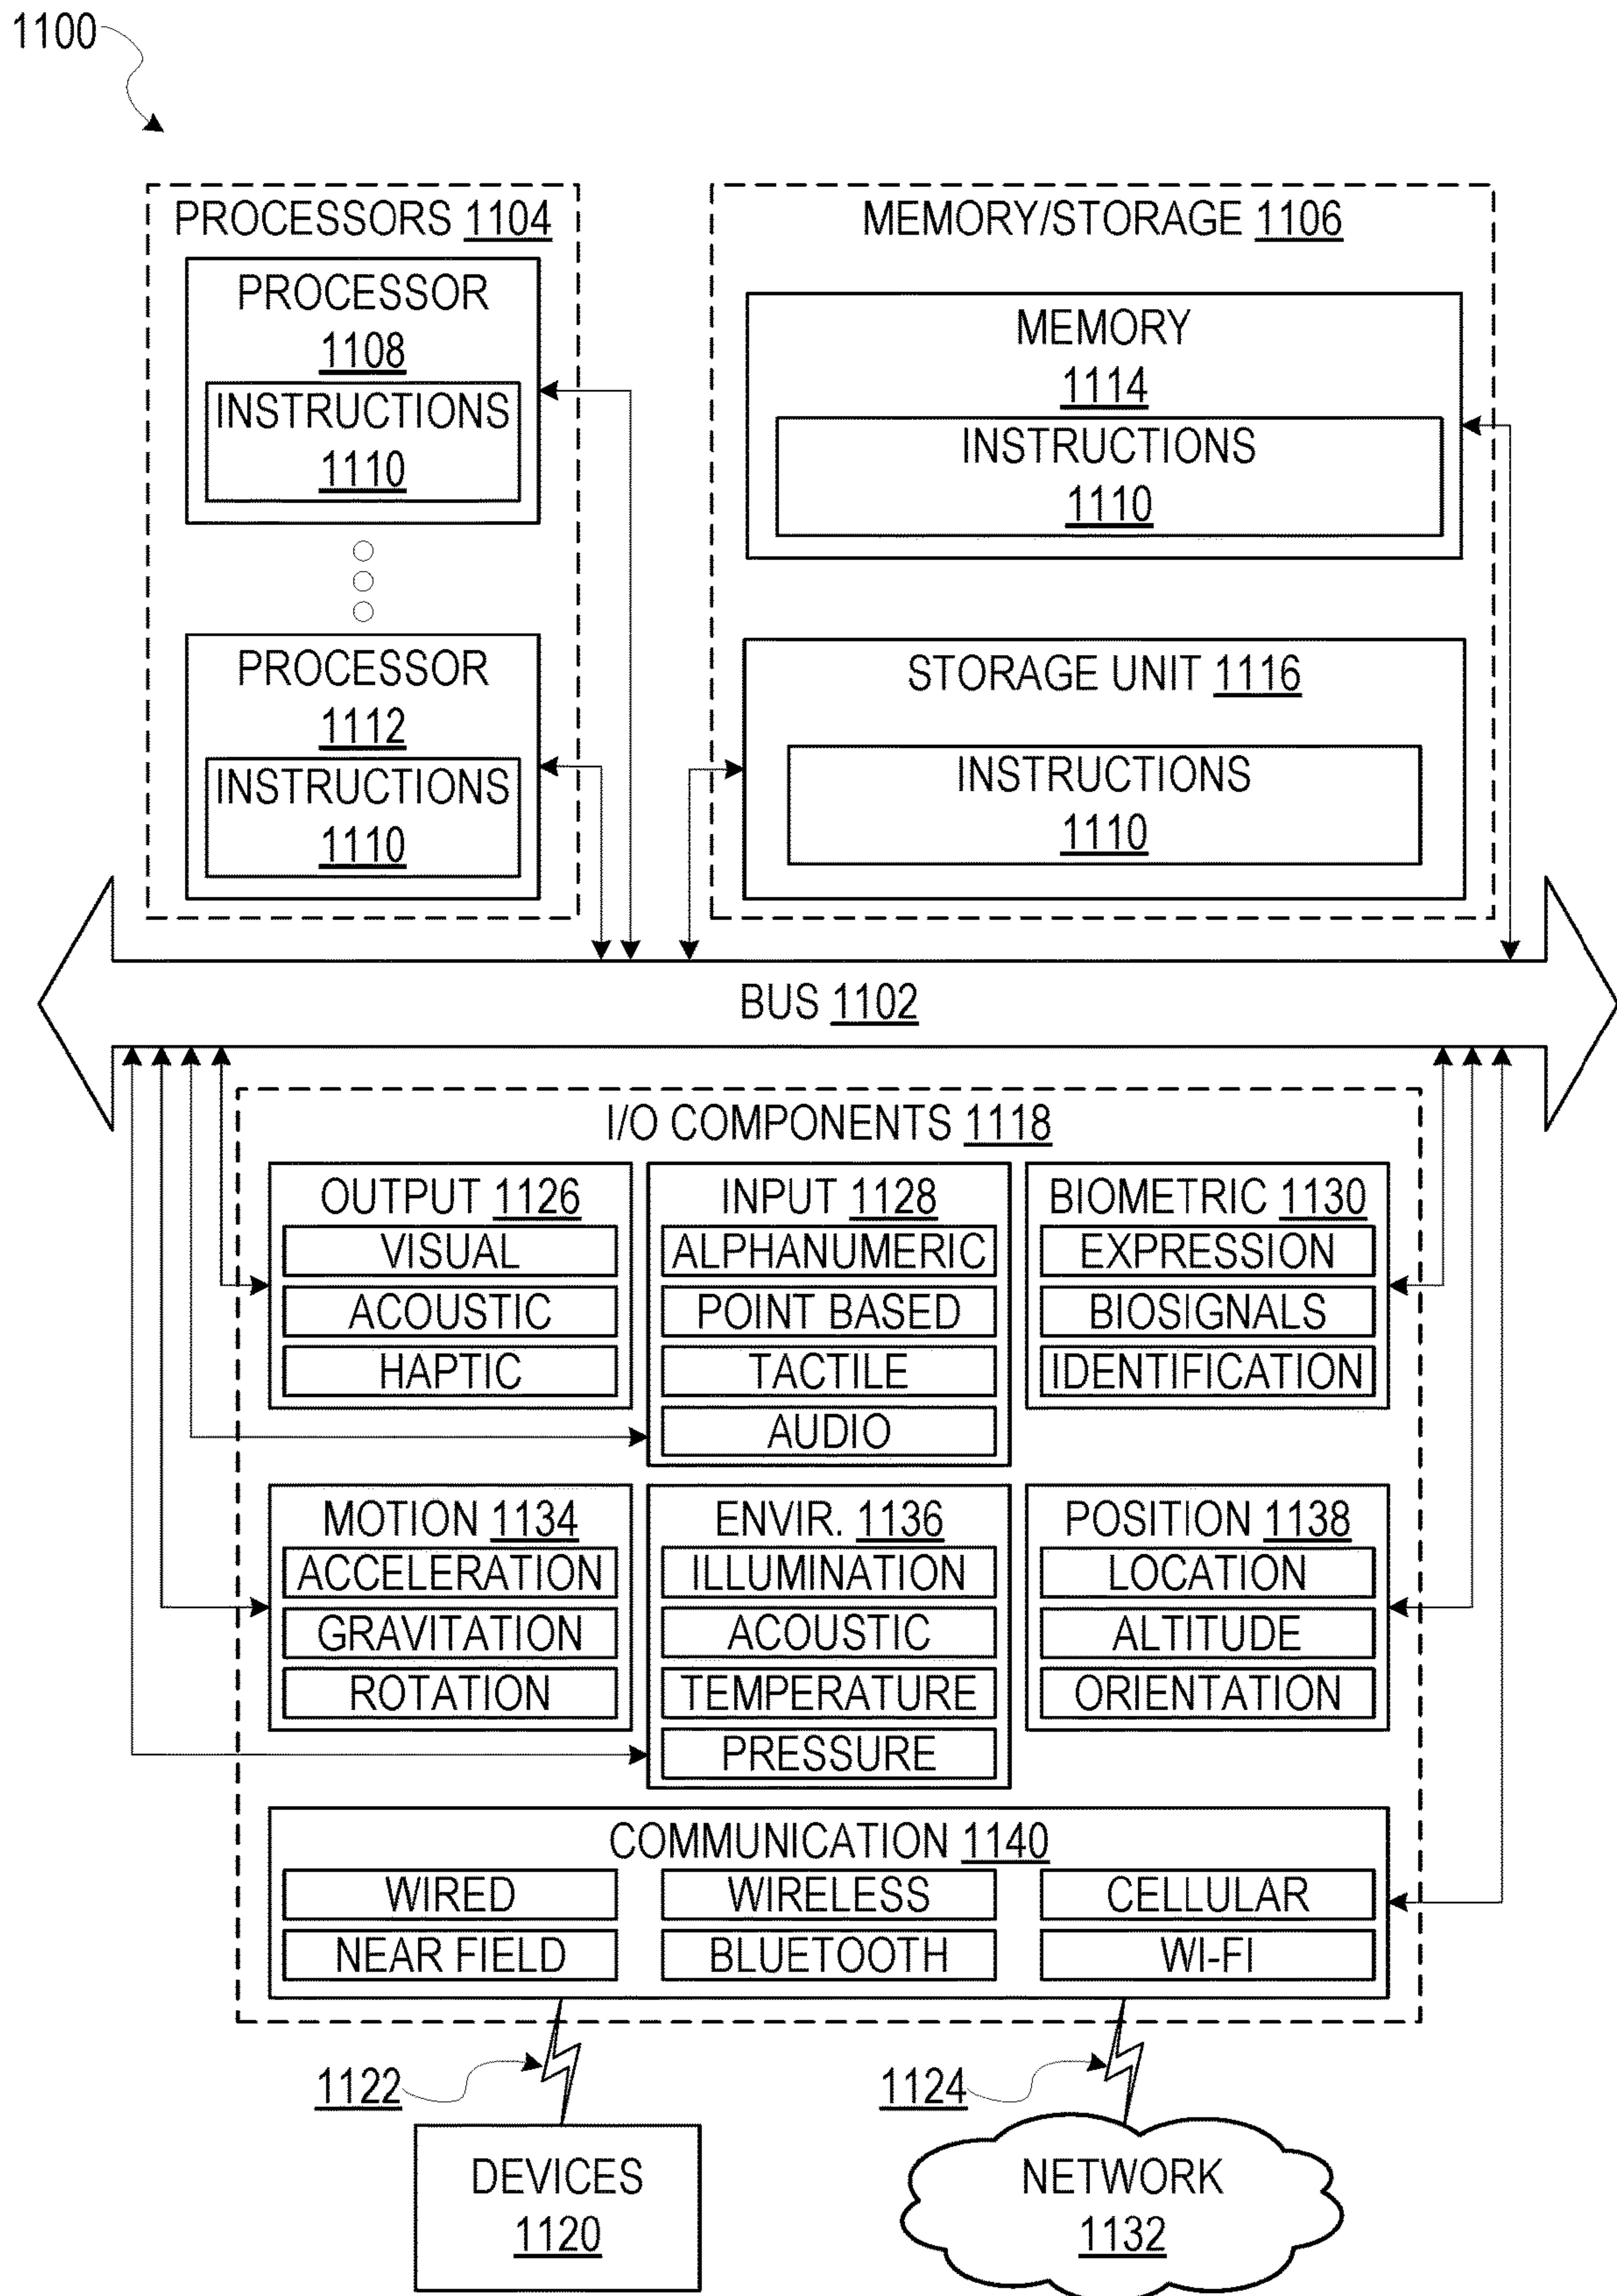 1100
PROCESSORS 1104
PROCESSOR
1108
INSTRUCTIONS
1110
PROCESSOR
1112
INSTRUCTIONS
1110
MEMORY/STORAGE 1106
MEMORY
1114
INSTRUCTIONS
1110
STORAGE UNIT 1116
INSTRUCTIONS
1110
BUS 1102
I/O COMPONENTS 1118
OUTPUT 1126
VISUAL
ACOUSTIC
HAPTIC
INPUT 1128
ALPHANUMERIC
POINT BASED
TACTILE
AUDIO
BIOMETRIC 1130
EXPRESSION
BIOSIGNALS
IDENTIFICATION
MOTION 1134
ACCELERATION
GRAVITATION
ROTATION
ENVIR. 1136
ILLUMINATION
ACOUSTIC
TEMPERATURE
PRESSURE
POSITION 1138
LOCATION
ALTITUDE
ORIENTATION
COMMUNICATION 1140
WIRED
WIRELESS
CELLULAR
NEAR FIELD
BLUETOOTH
WI-FI
1122
1124
DEVICES
1120
NETWORK
1132